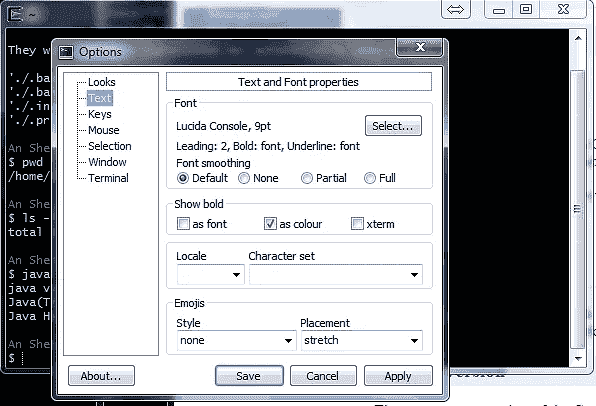 ~
They w
'./.ba
'./.ba
'./.in
'./.pr
An She
$ pwd
/home/
An She
$ ls -
total
An She
$ java
java v
Java(T
Java H
An She
$
Options
Looks
Text
Keys
Mouse
Selection
Window
Terminal
Text and Font properties
Font
Lucida Console, 9pt
Select...
Leading: 2, Bold: font, Underline: font
Font smoothing
Default None Partial Full
Show bold
as font as colour xterm
Locale Character set
Emojis
Style Placement
none stretch
About... Save Cancel Apply